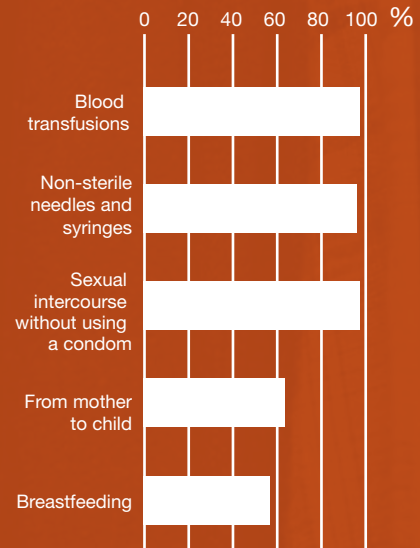 0 20 40 60 80 100 %
Blood
transfusions
Non-sterile
needles and
syringes
Sexual
intercourse
without using
a condom
From mother
to child
Breastfeeding